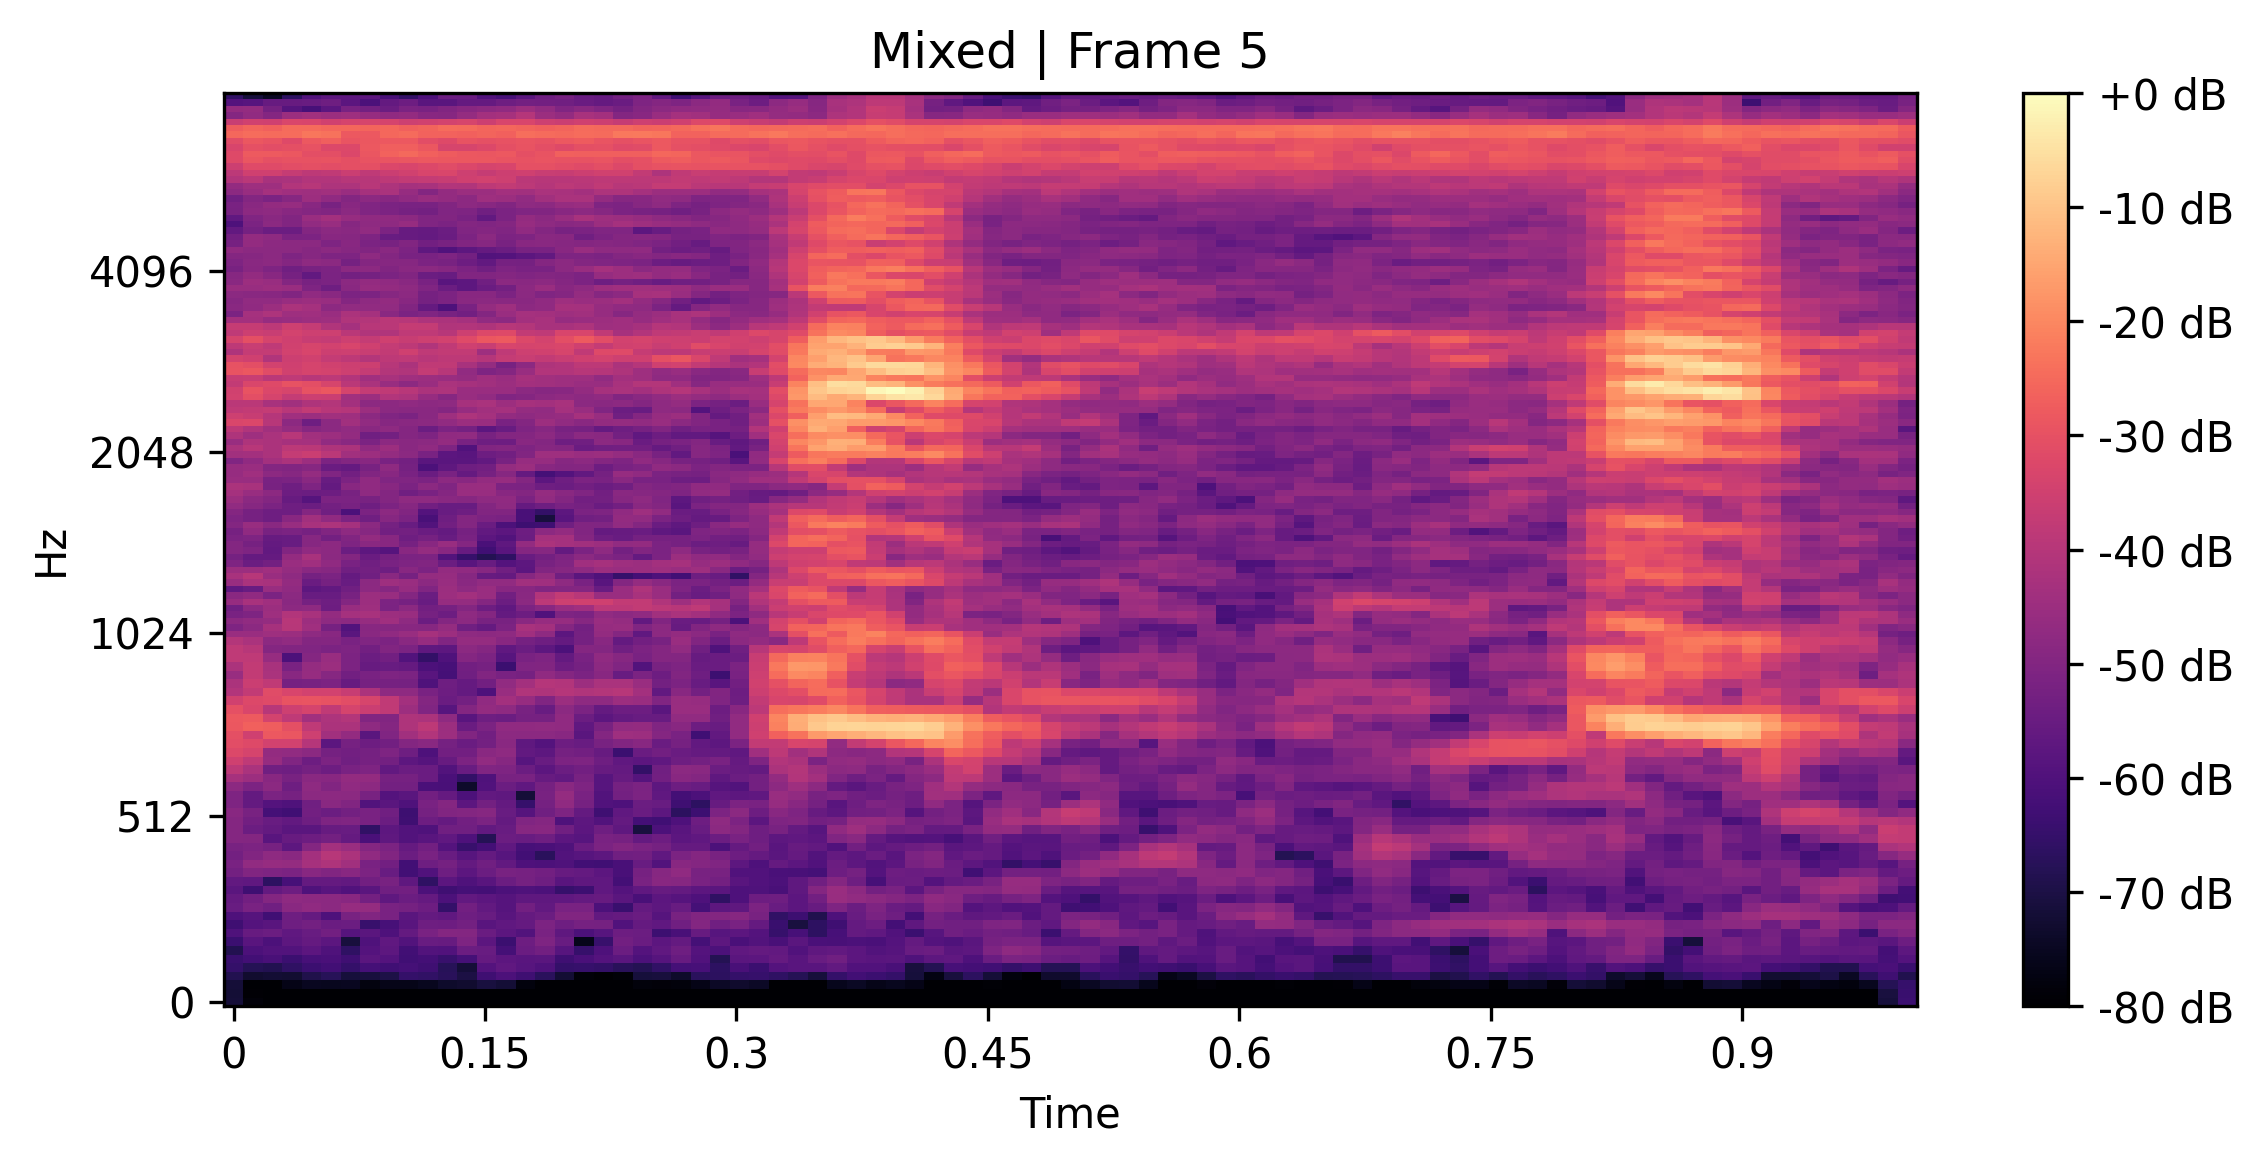 Mixed | Frame 5
+0 dB
-10 dB
-20 dB
-30 dB
-40 dB
-50 dB
-60 dB
-70 dB
-80 dB
Hz
4096
2048
1024
512
0
0 0.15 0.3 0.45 0.6 0.75 0.9
Time